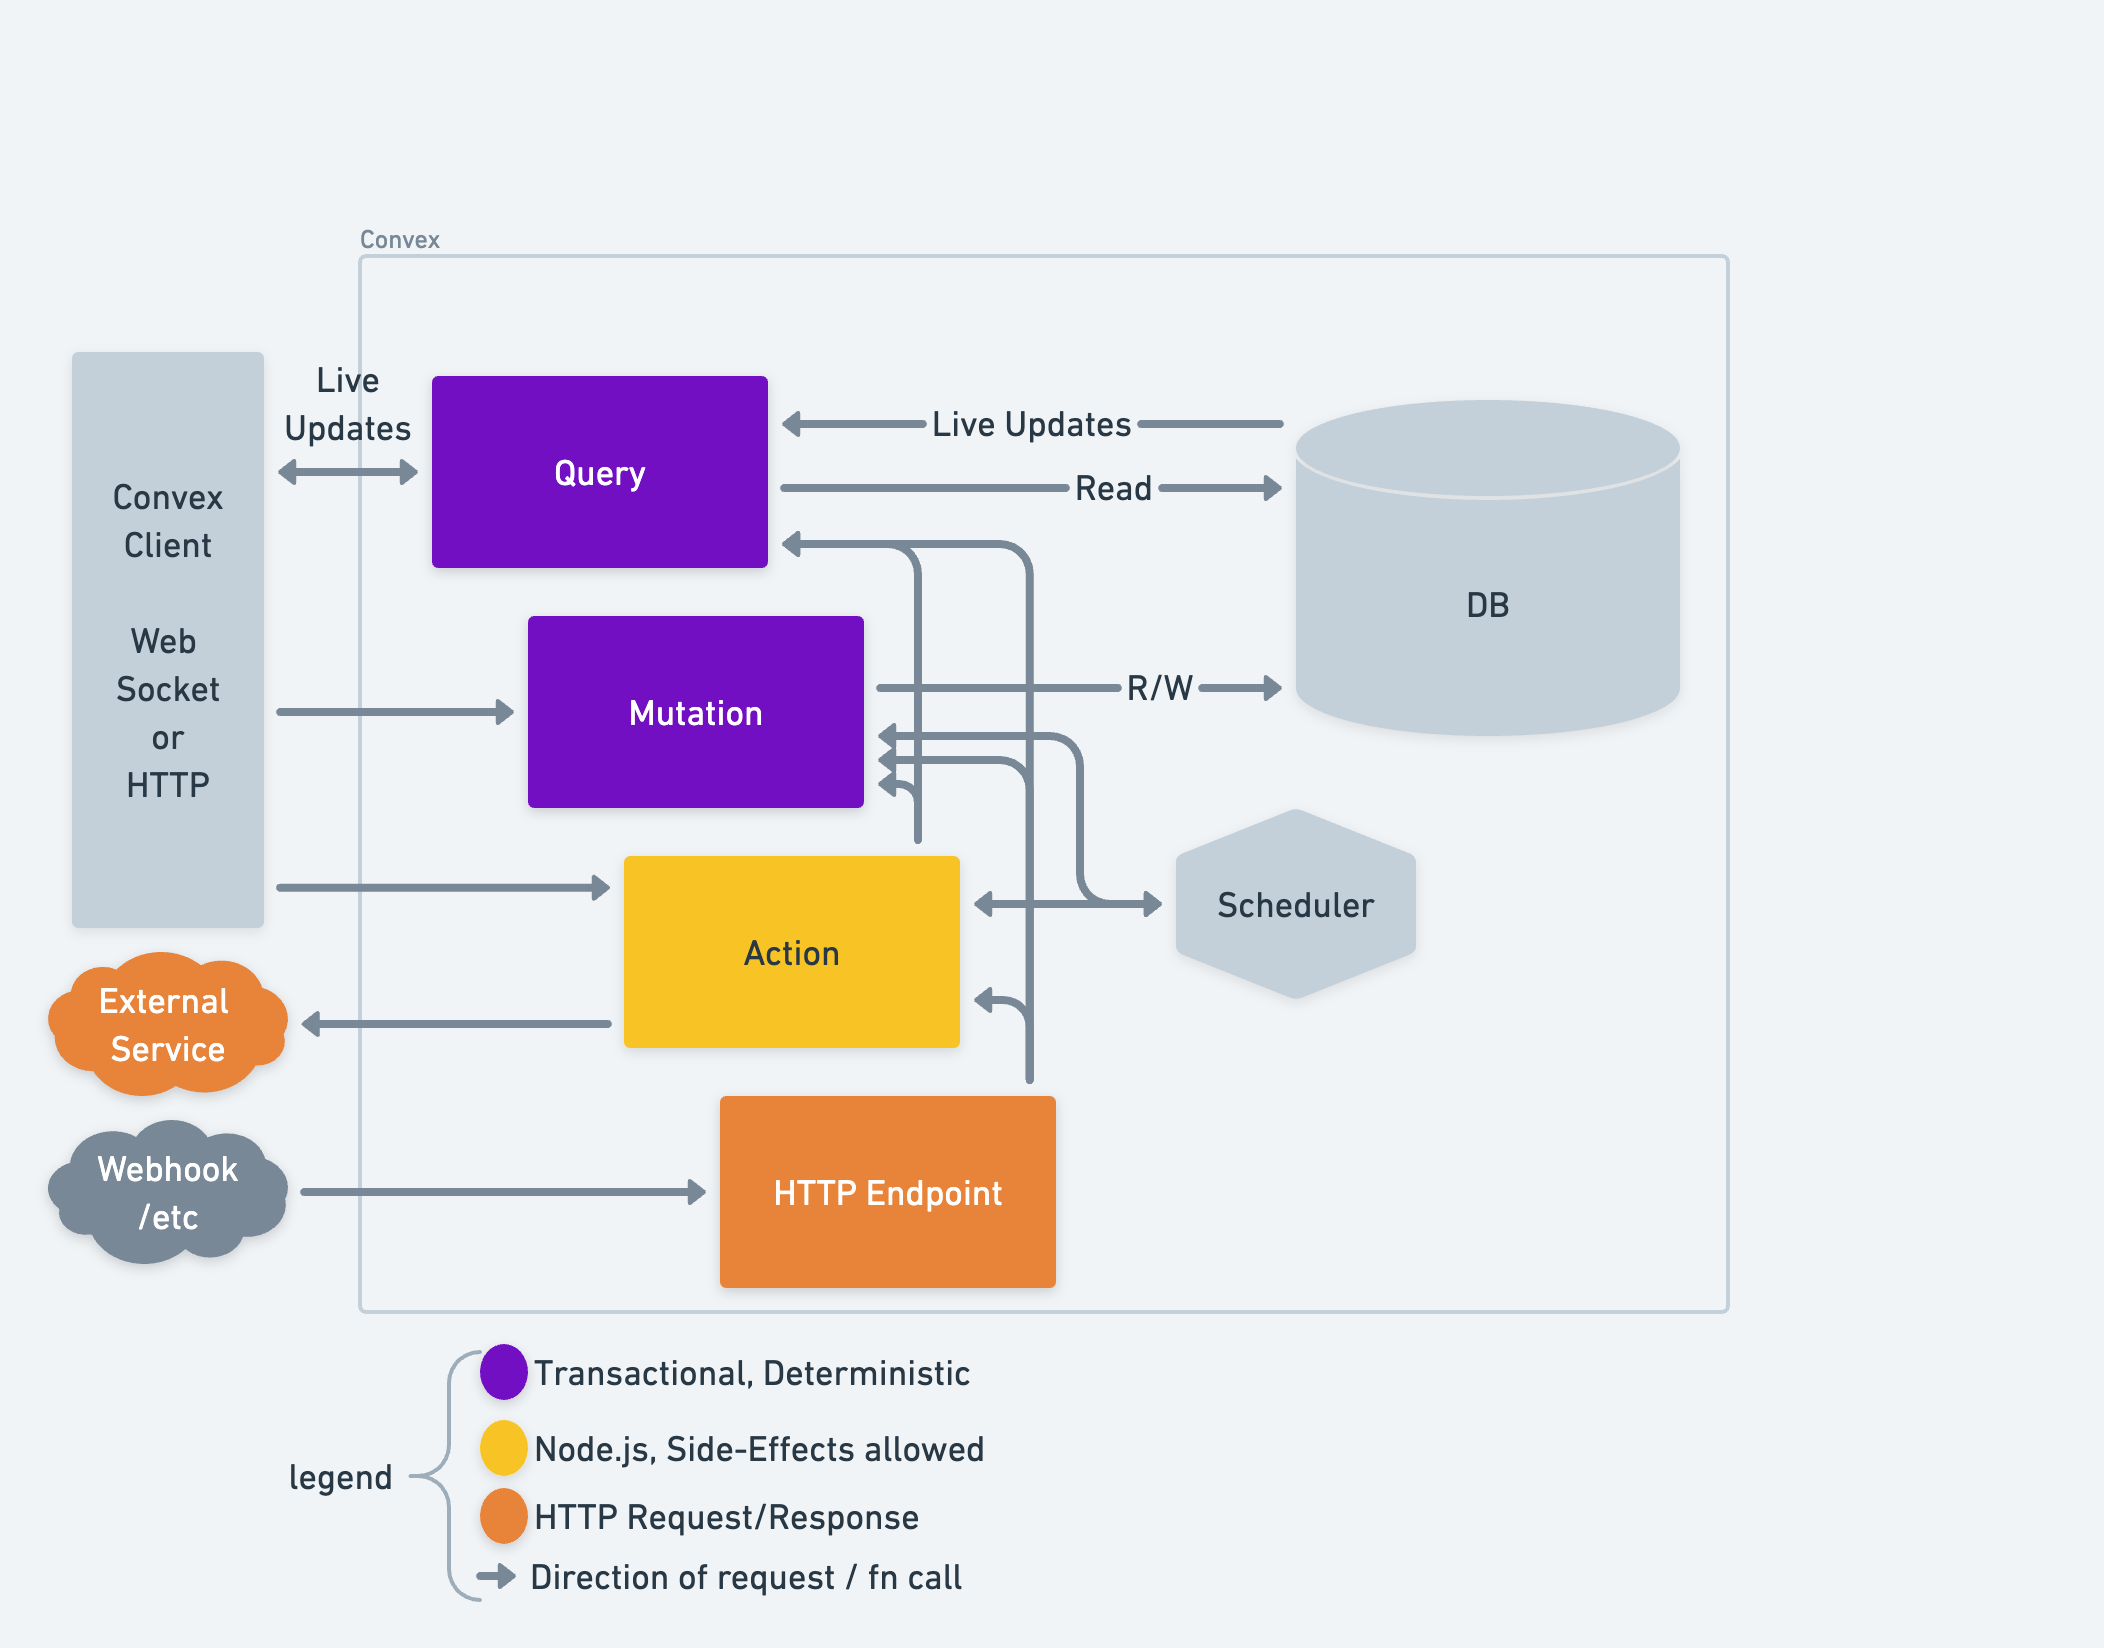 Convex
Live
Updates
Convex
Client
Web
Socket
or
HTTP
Query
Live Updates
Read
DB
Mutation
R/W
Action
Scheduler
External
Service
Webhook
/etc
HTTP Endpoint
legend
Transactional, Deterministic
Node.js, Side-Effects allowed
HTTP Request/Response
Direction of request / fn call